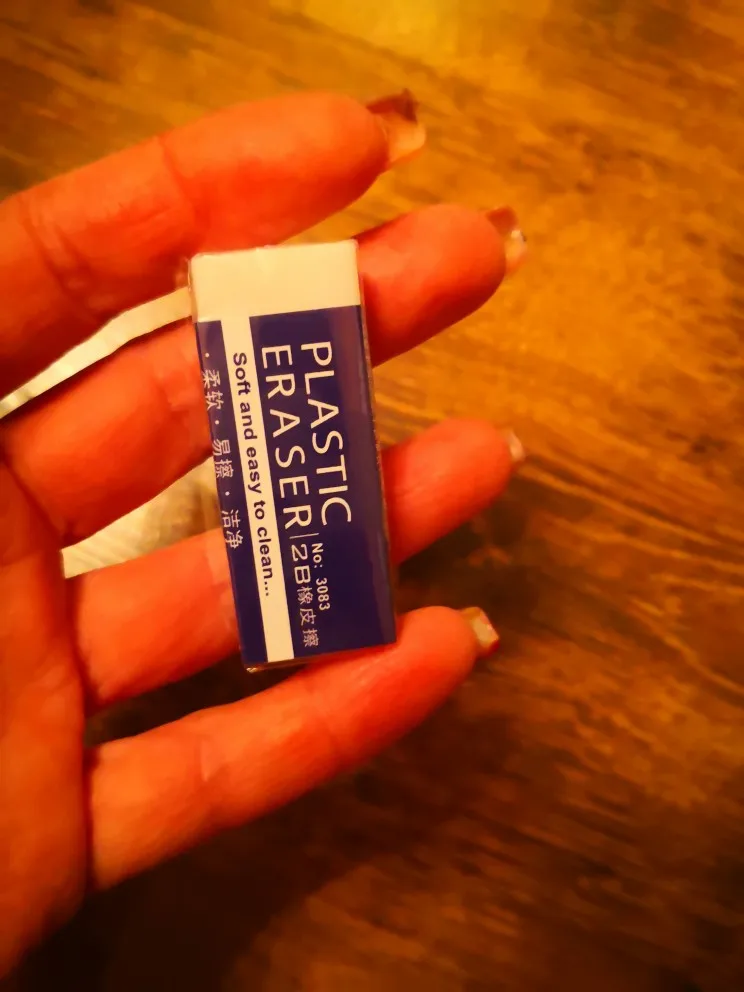 PLASTIC
ERASER
No: 3083
2B橡皮擦
Soft and easy to clean...
· 柔软 · 易擦 · 洁净